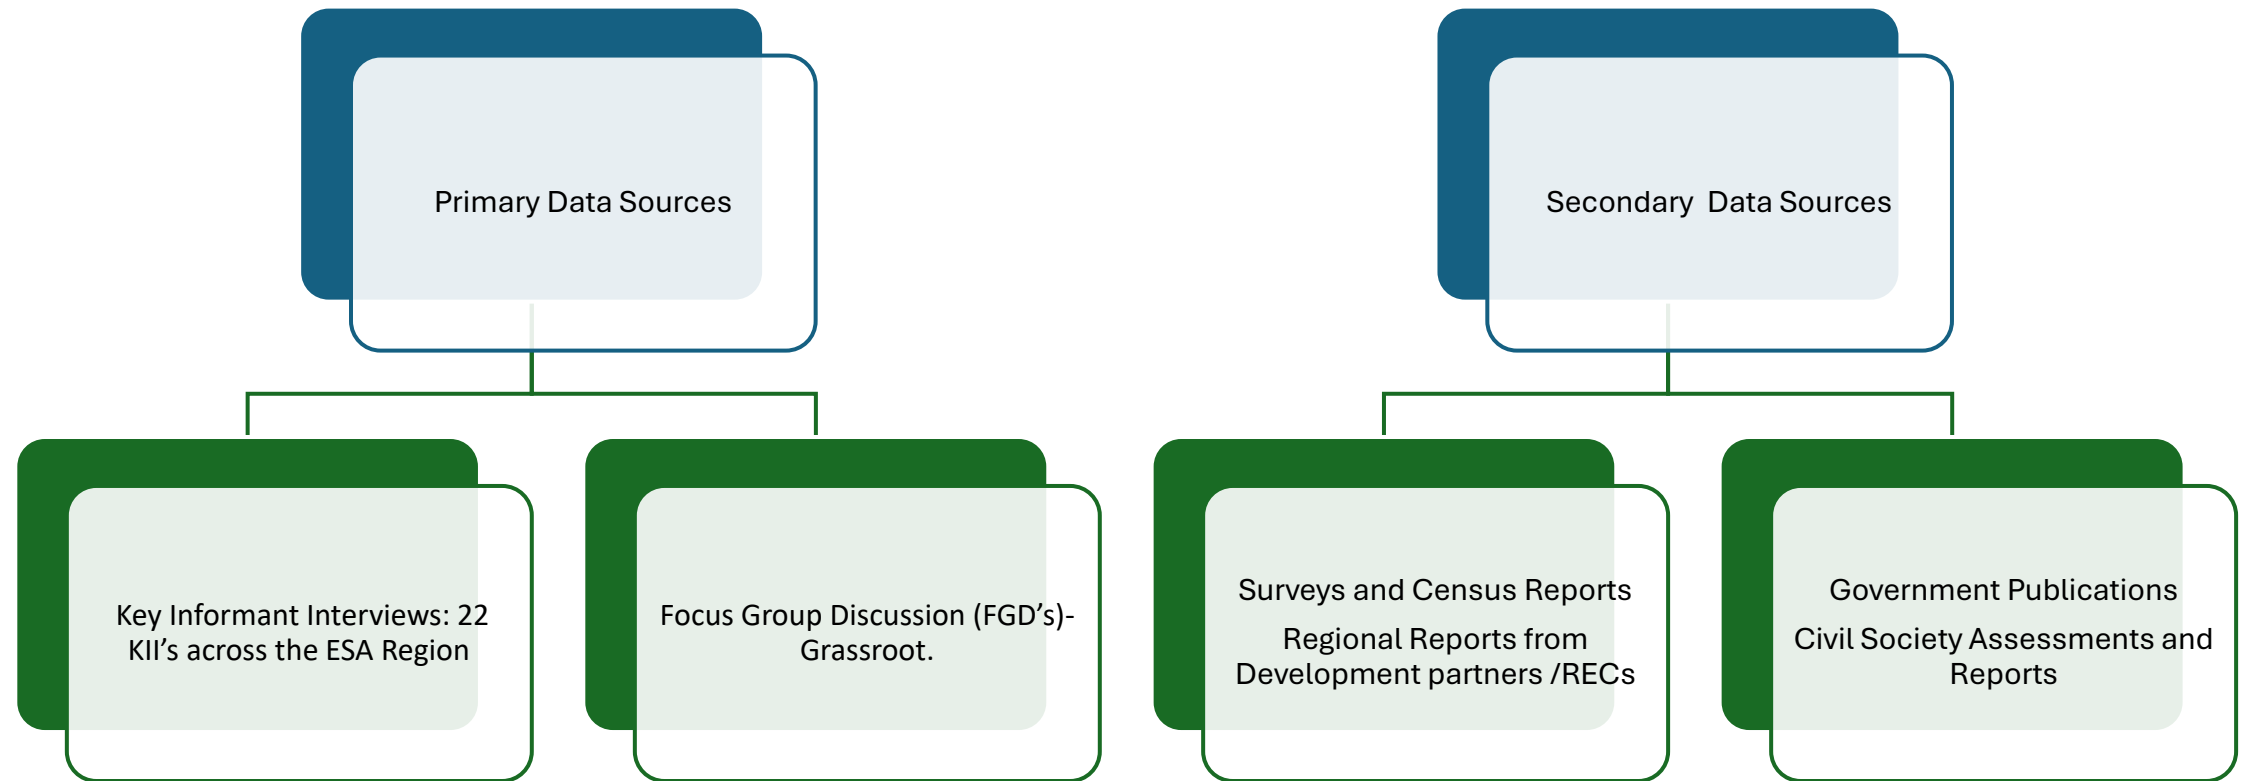 Primary Data Sources
Secondary  Data Sources
Key Informant Interviews: 22
KII's across the ESA Region
Focus Group Discussion (FGD's)-
Grassroot.
Surveys and Census Reports
Regional Reports from
Development partners /RECs
Government Publications
Civil Society Assessments and
Reports